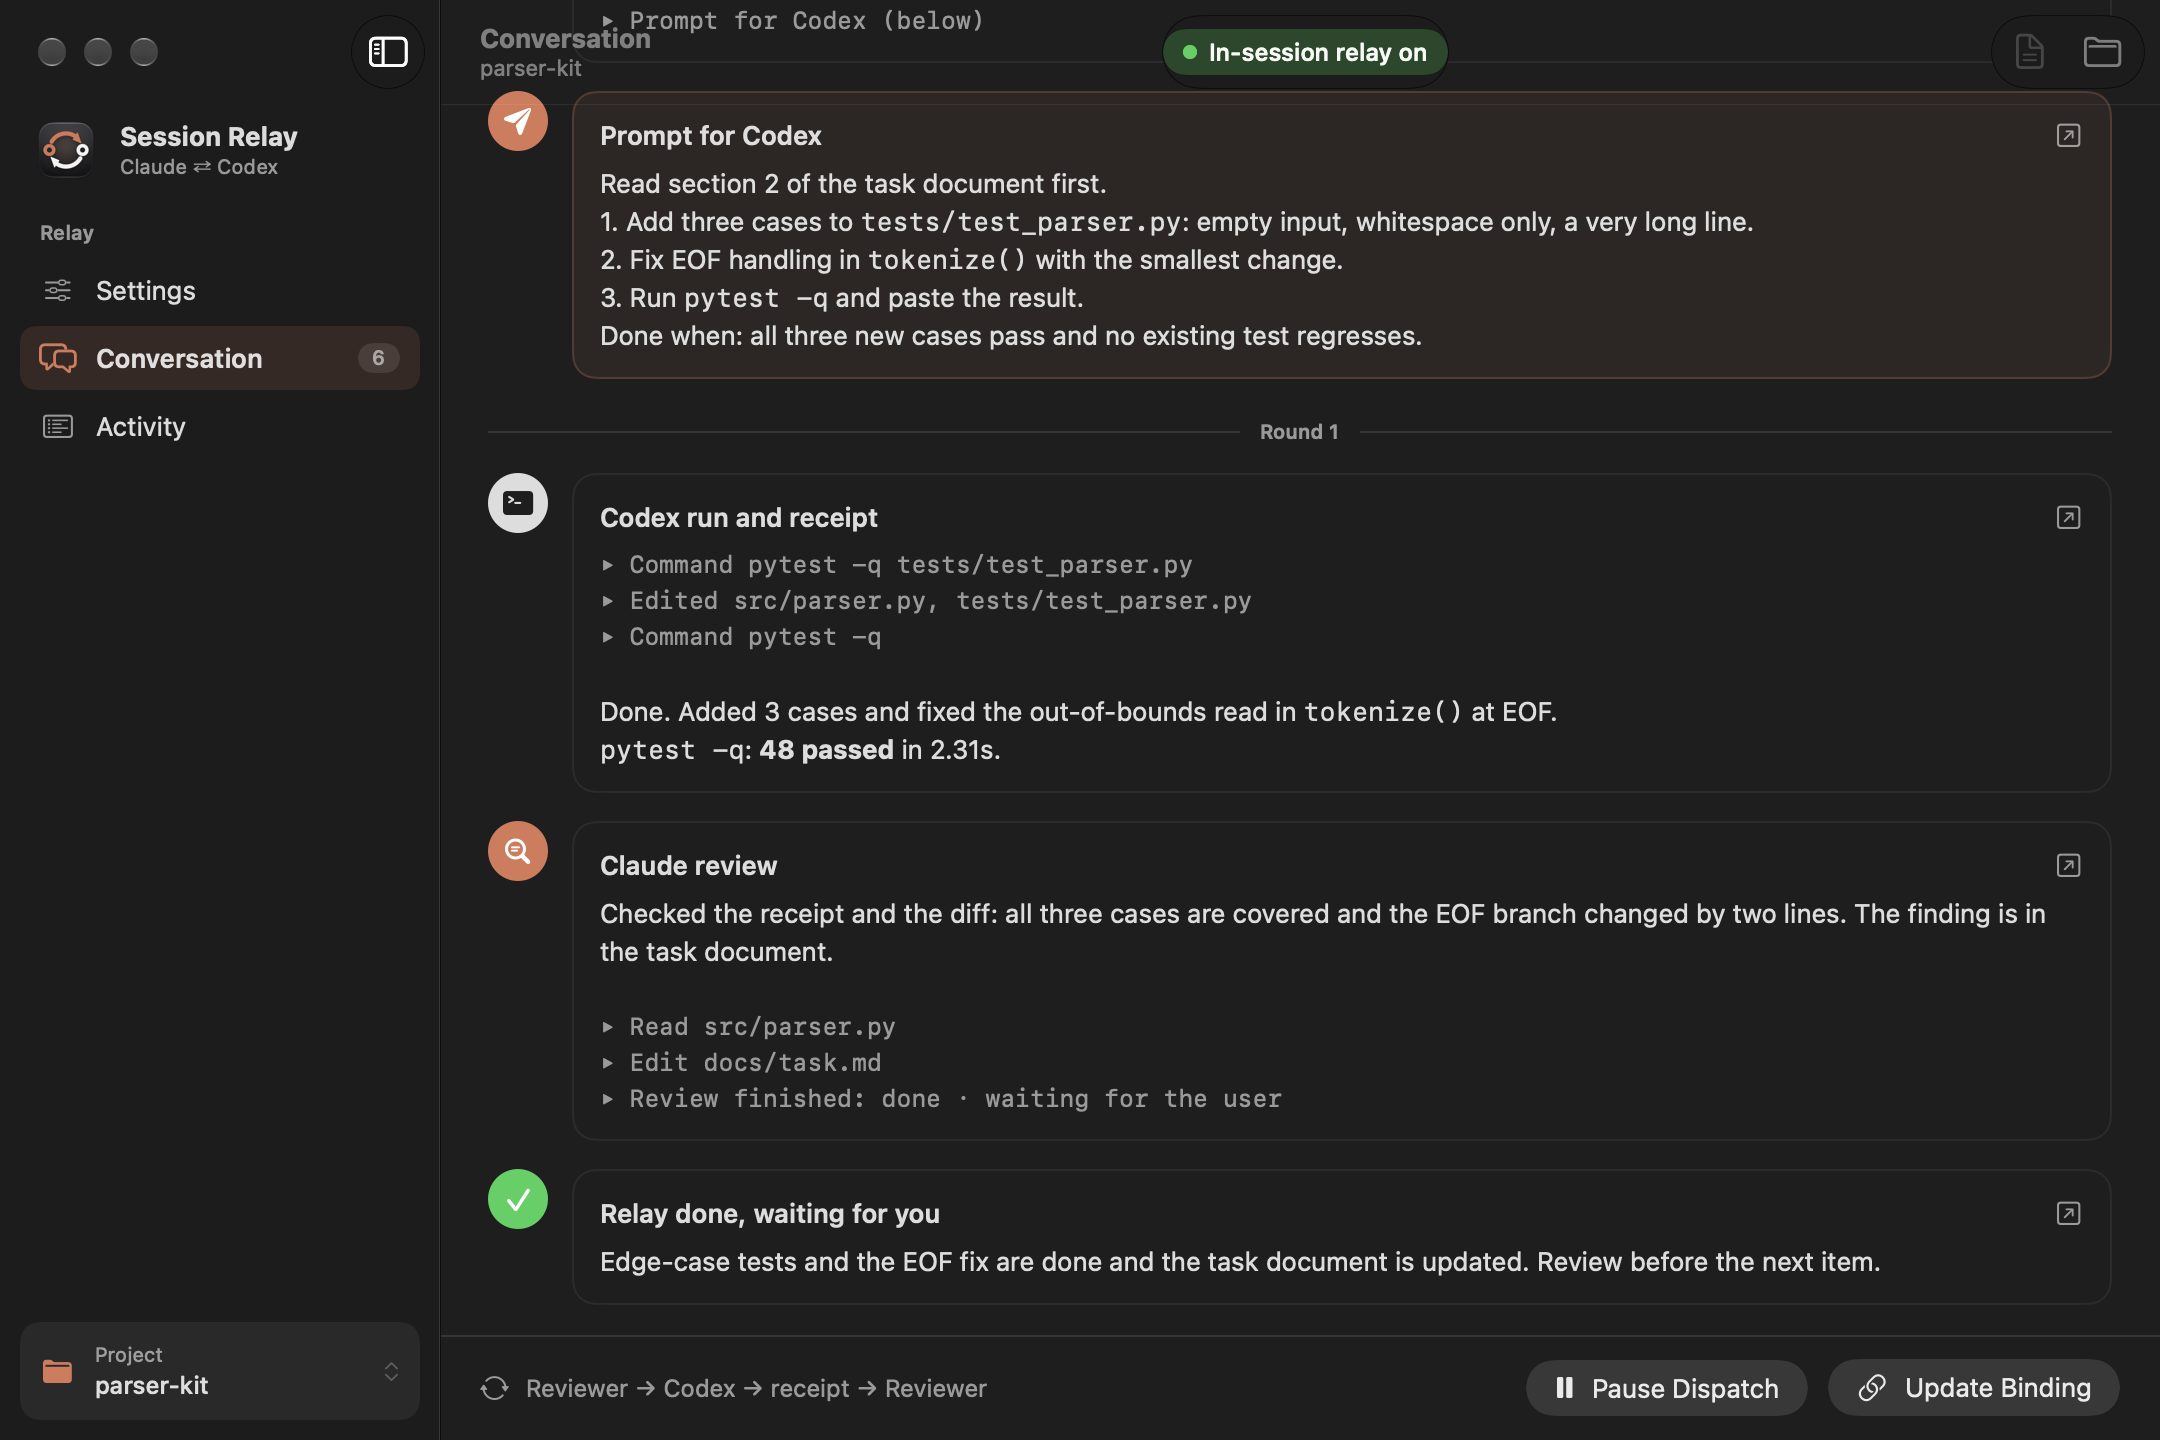 Session Relay
Claude ⇄ Codex
Relay
Settings
Conversation 6
Activity
Project
parser-kit
Conversation
parser-kit
In-session relay on
▸ Prompt for Codex (below)
Prompt for Codex
Read section 2 of the task document first.
1. Add three cases to tests/test_parser.py: empty input, whitespace only, a very long line.
2. Fix EOF handling in tokenize() with the smallest change.
3. Run pytest -q and paste the result.
Done when: all three new cases pass and no existing test regresses.
Round 1
Codex run and receipt
▸ Command pytest -q tests/test_parser.py
▸ Edited src/parser.py, tests/test_parser.py
▸ Command pytest -q
Done. Added 3 cases and fixed the out-of-bounds read in tokenize() at EOF.
pytest -q: 48 passed in 2.31s.
Claude review
Checked the receipt and the diff: all three cases are covered and the EOF branch changed by two lines. The finding is in
the task document.
▸ Read src/parser.py
▸ Edit docs/task.md
▸ Review finished: done · waiting for the user
Relay done, waiting for you
Edge-case tests and the EOF fix are done and the task document is updated. Review before the next item.
Reviewer → Codex → receipt → Reviewer
Pause Dispatch
Update Binding